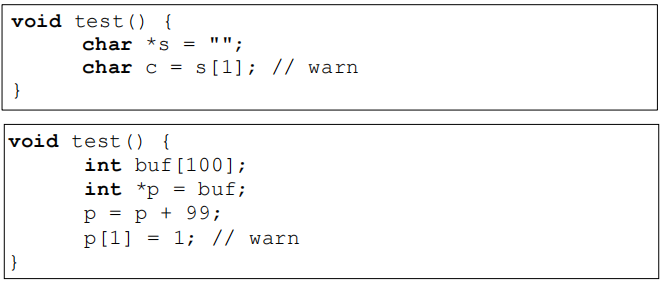 void test() {
char *s = "";
char c = s[1]; // warn
}
void test() {
int buf[100];
int *p = buf;
p = p + 99;
p[1] = 1; // warn
}